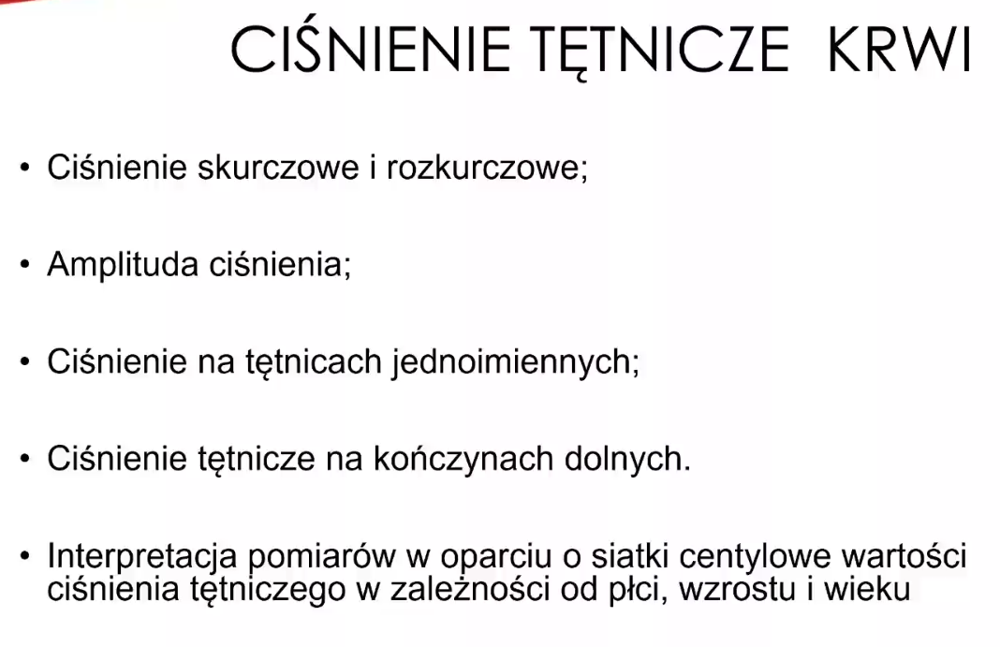 CIŚNIENIE TĘTNICZE KRWI
• Ciśnienie skurczowe i rozkurczowe;
• Amplituda ciśnienia;
• Ciśnienie na tętnicach jednoimiennych;
• Ciśnienie tętnicze na kończynach dolnych.
• Interpretacja pomiarów w oparciu o siatki centylowe wartości
ciśnienia tętniczego w zależności od płci, wzrostu i wieku